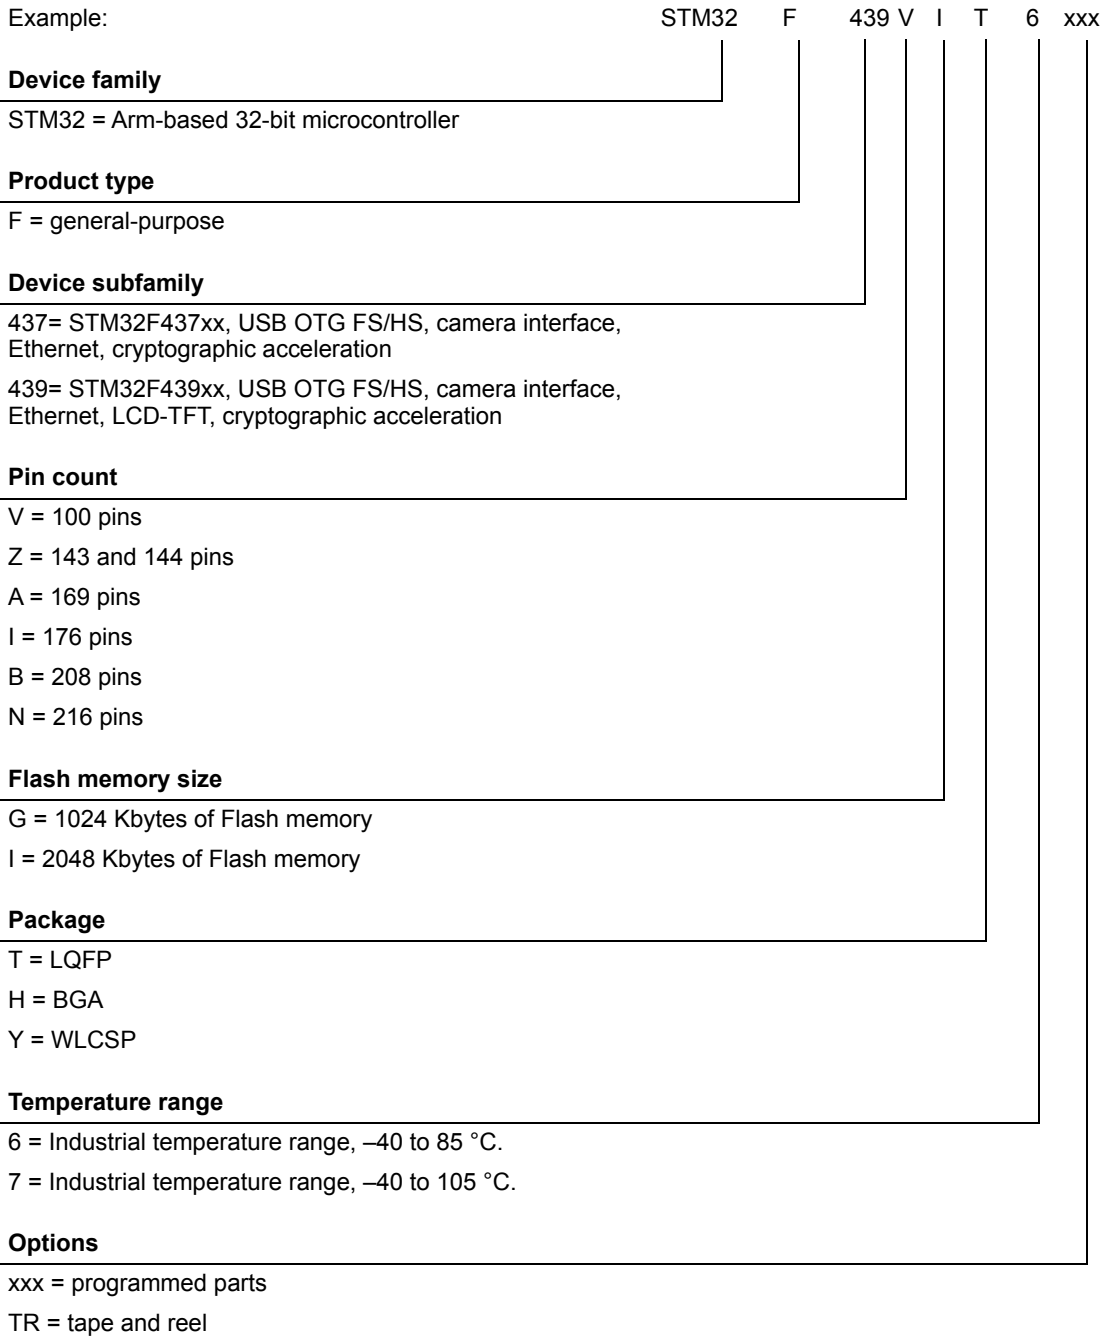 Example: STM32 F 439 V I T 6 xxx
Device family
STM32 = Arm-based 32-bit microcontroller
Product type
F = general-purpose
Device subfamily
437= STM32F437xx, USB OTG FS/HS, camera interface,
Ethernet, cryptographic acceleration
439= STM32F439xx, USB OTG FS/HS, camera interface,
Ethernet, LCD-TFT, cryptographic acceleration
Pin count
V = 100 pins
Z = 143 and 144 pins
A = 169 pins
I = 176 pins
B = 208 pins
N = 216 pins
Flash memory size
G = 1024 Kbytes of Flash memory
I = 2048 Kbytes of Flash memory
Package
T = LQFP
H = BGA
Y = WLCSP
Temperature range
6 = Industrial temperature range, –40 to 85 °C.
7 = Industrial temperature range, –40 to 105 °C.
Options
xxx = programmed parts
TR = tape and reel